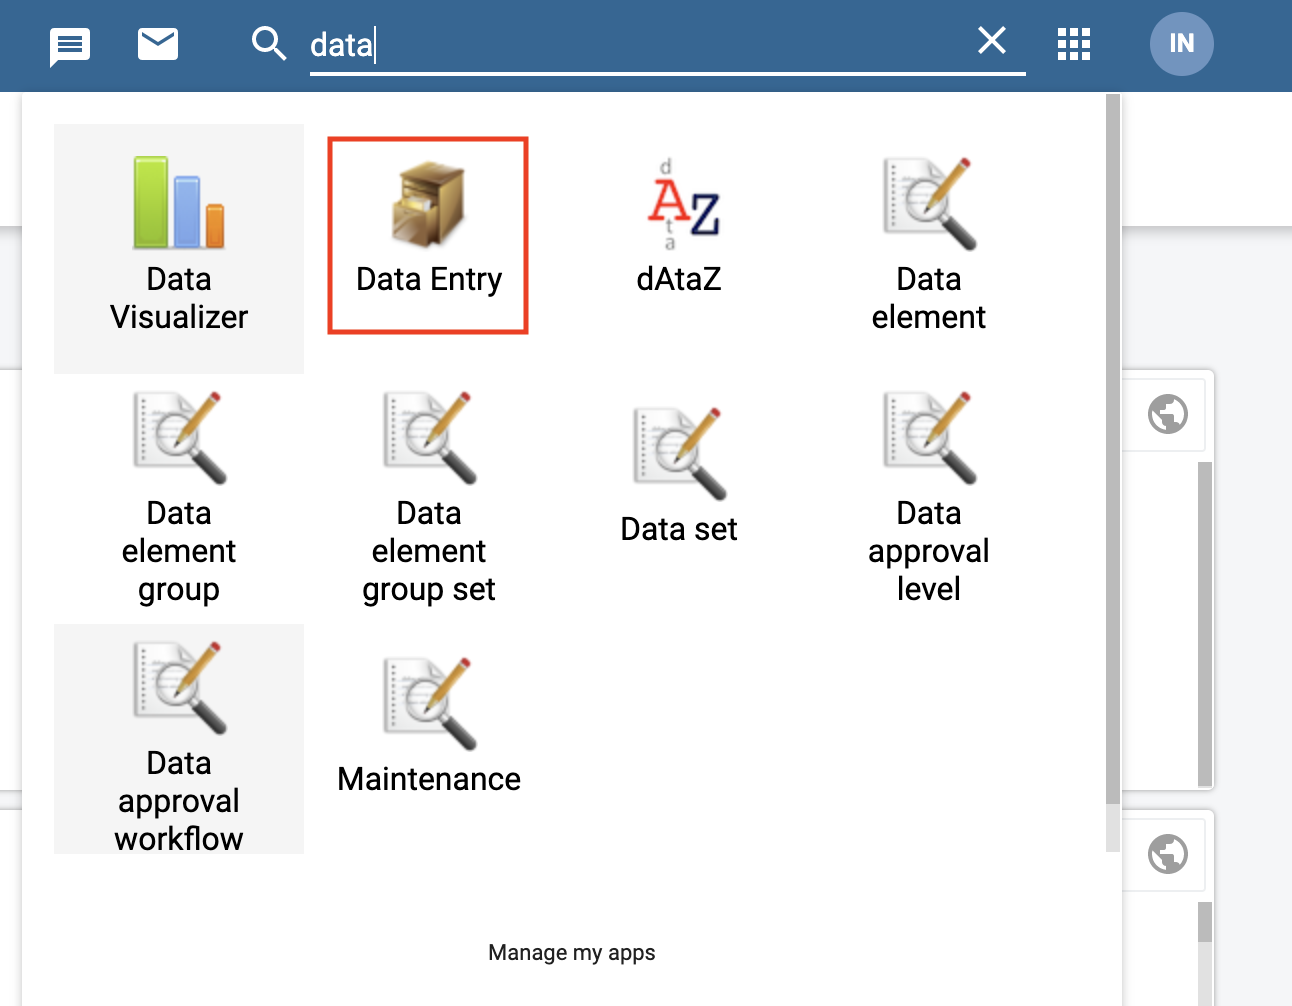 data
IN
Data
Visualizer
Data Entry
d
AZ
t
a
dAtaZ
Data
element
Data
element
group
Data
element
group set
Data set
Data
approval
level
Data
approval
workflow
Maintenance
Manage my apps